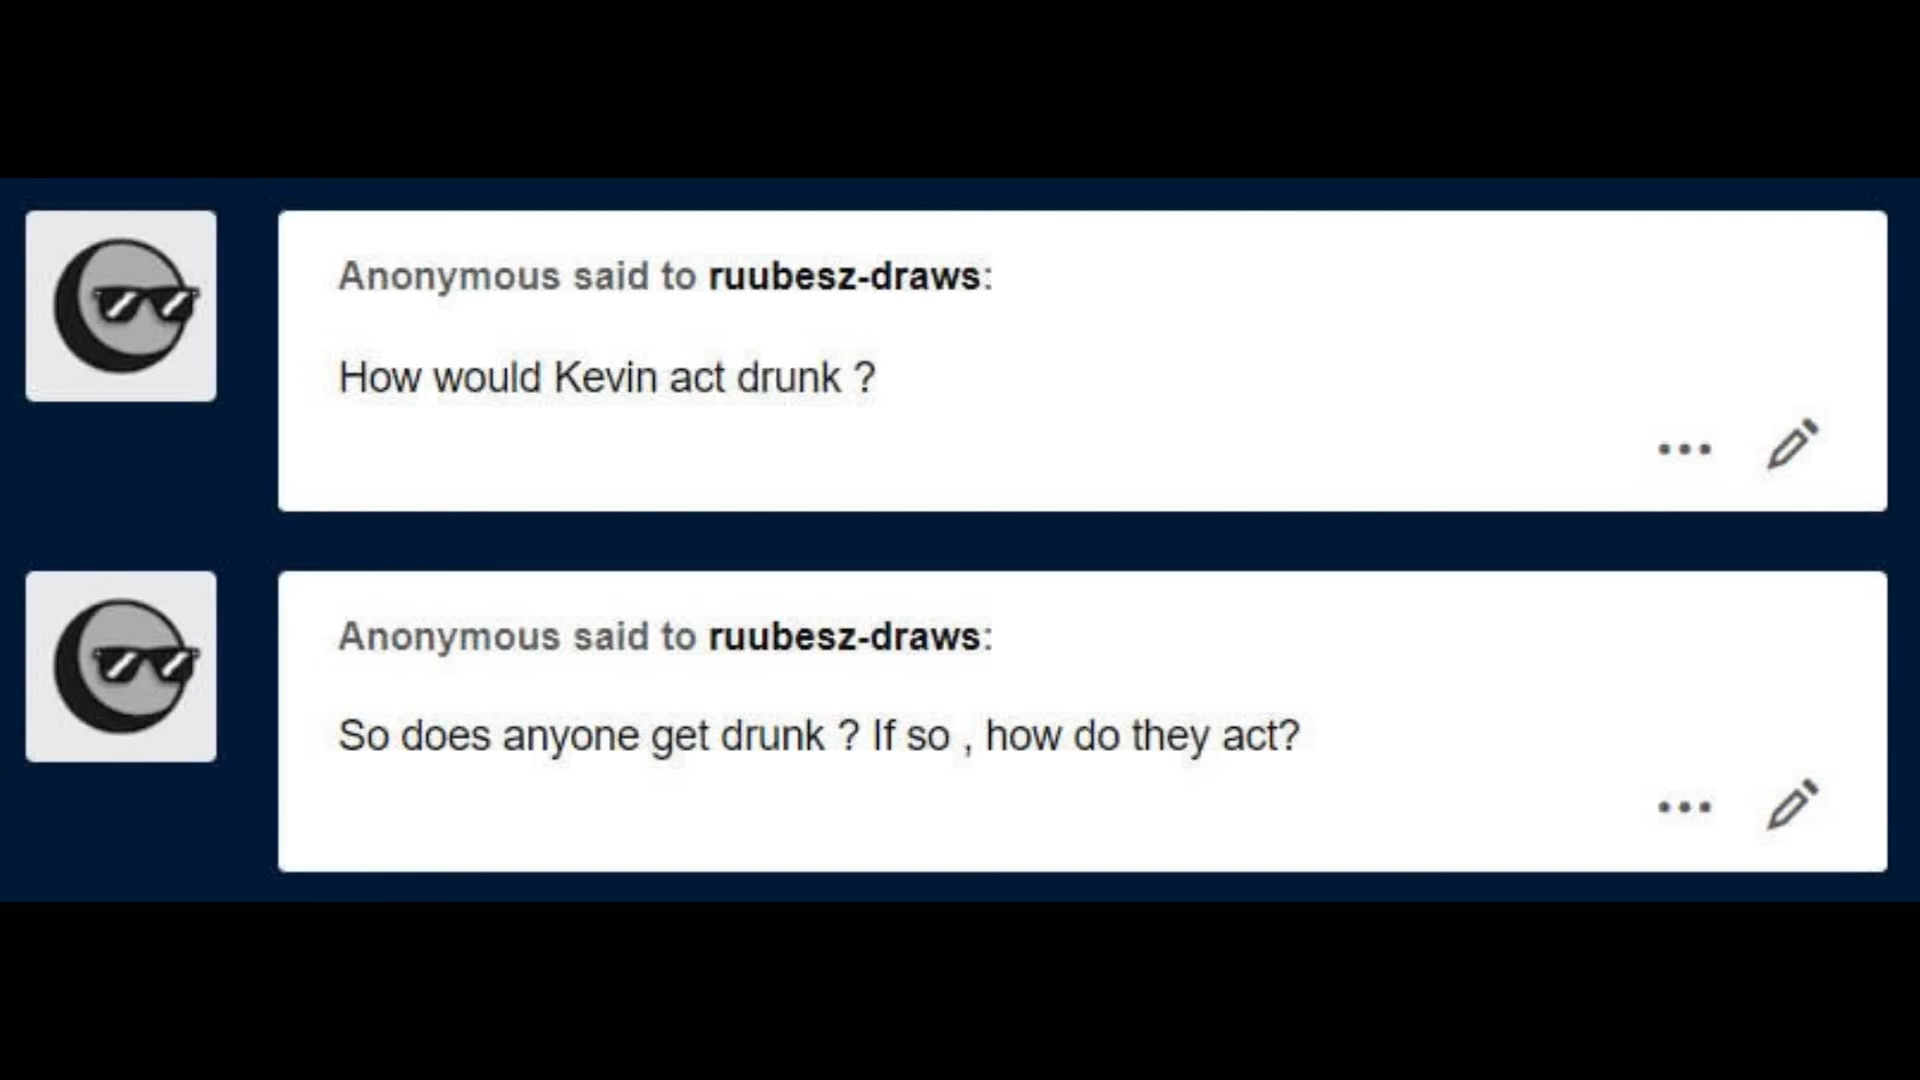 Anonymous said to ruubesz-draws:
How would Kevin act drunk ?
Anonymous said to ruubesz-draws:
So does anyone get drunk ? If so , how do they act?